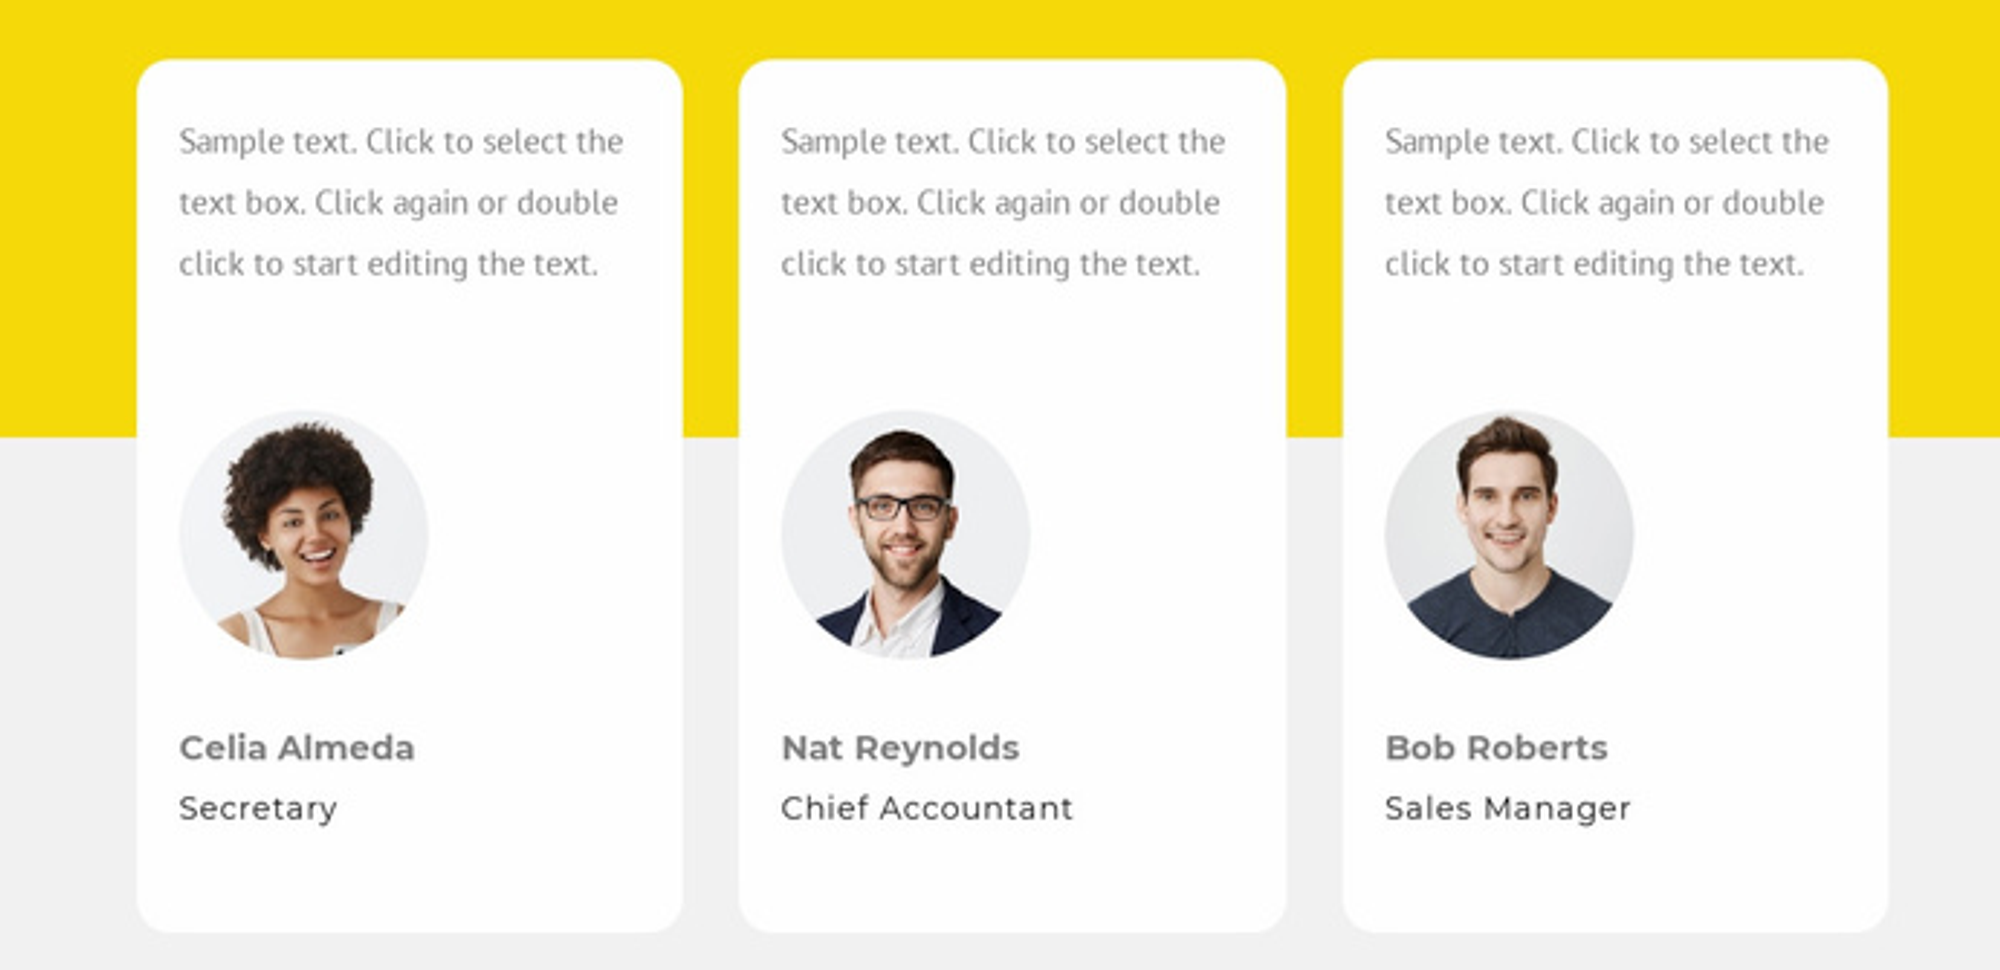 Sample text. Click to select the
text box. Click again or double
click to start editing the text.
Celia Almeda
Secretary
Sample text. Click to select the
text box. Click again or double
click to start editing the text.
Nat Reynolds
Chief Accountant
Sample text. Click to select the
text box. Click again or double
click to start editing the text.
Bob Roberts
Sales Manager